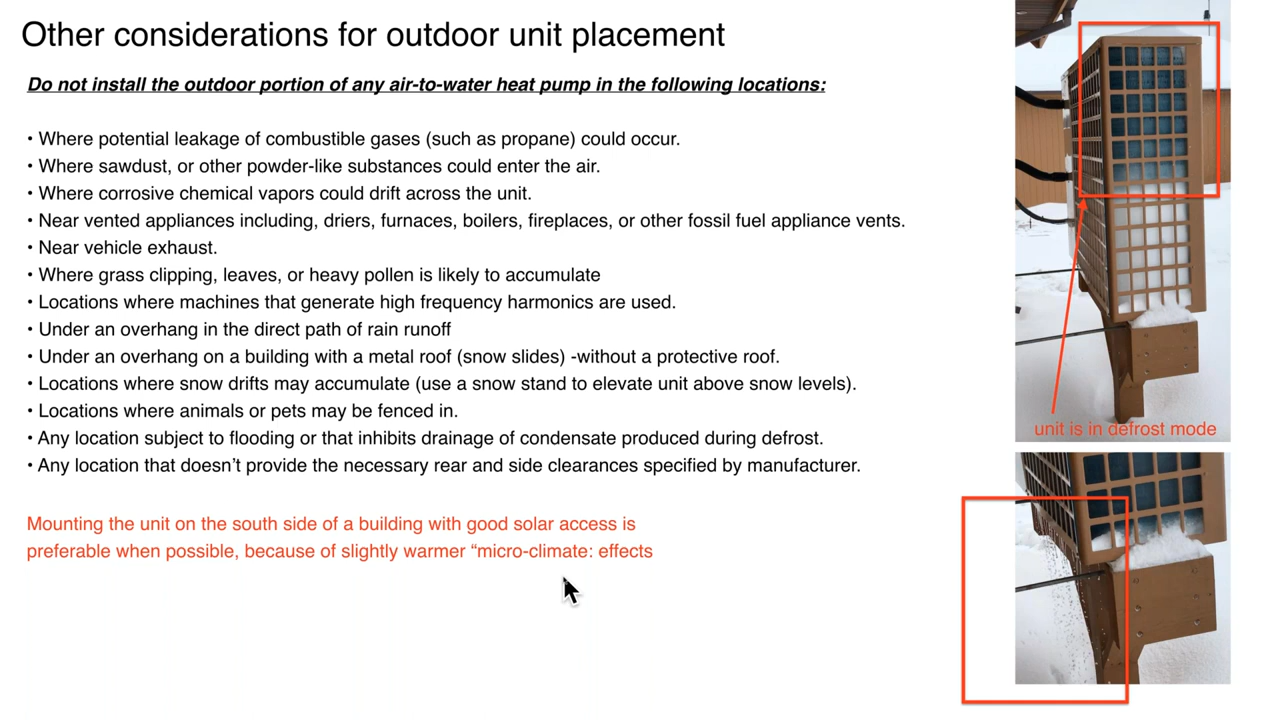 Other considerations for outdoor unit placement
Do not install the outdoor portion of any air-to-water heat pump in the following locations:
• Where potential leakage of combustible gases (such as propane) could occur.
• Where sawdust, or other powder-like substances could enter the air.
• Where corrosive chemical vapors could drift across the unit.
• Near vented appliances including, driers, furnaces, boilers, fireplaces, or other fossil fuel appliance vents.
• Near vehicle exhaust.
• Where grass clipping, leaves, or heavy pollen is likely to accumulate
• Locations where machines that generate high frequency harmonics are used.
• Under an overhang in the direct path of rain runoff
• Under an overhang on a building with a metal roof (snow slides) -without a protective roof.
• Locations where snow drifts may accumulate (use a snow stand to elevate unit above snow levels).
• Locations where animals or pets may be fenced in.
• Any location subject to flooding or that inhibits drainage of condensate produced during defrost.
• Any location that doesn’t provide the necessary rear and side clearances specified by manufacturer.
Mounting the unit on the south side of a building with good solar access is
preferable when possible, because of slightly warmer “micro-climate: effects
unit is in defrost mode